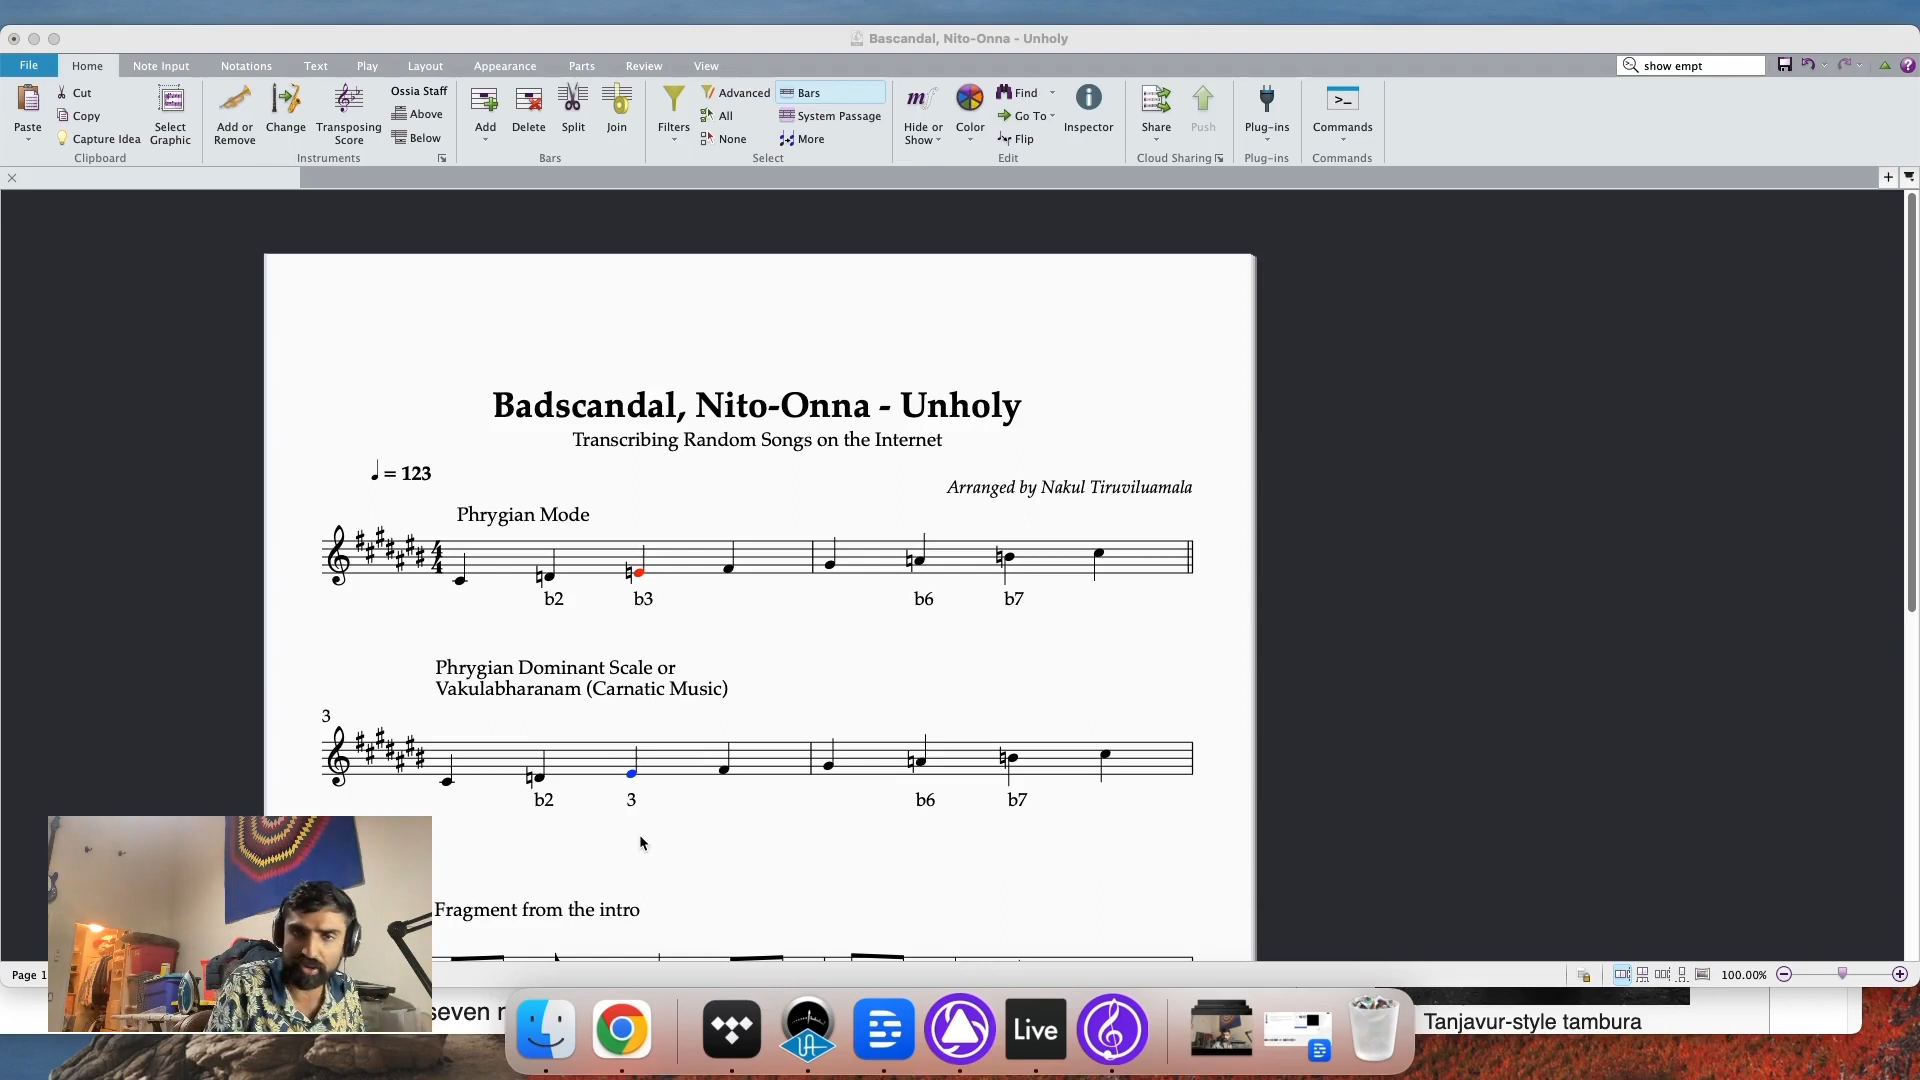 Bascandal, Nito-Onna - Unholy
File Home Note Input Notations Text Play Layout Appearance Parts Review View
show empt
Paste
Cut
Copy
Capture Idea
Select Graphic
Clipboard
Add or Remove
Change
Transposing Score
Ossia Staff
Above
Below
Instruments
Add
Delete
Split
Join
Bars
Filters
Advanced
All
None
Bars
System Passage
More
Select
Hide or Show
Color
Find
Go To
Flip
Inspector
Edit
Share
Push
Cloud Sharing
Plug-ins
Plug-ins
Commands
Commands
Badscandal, Nito-Onna - Unholy
Transcribing Random Songs on the Internet
= 123
Arranged by Nakul Tiruviluamala
Phrygian Mode
4
4
b2 b3 b6 b7
Phrygian Dominant Scale or
Vakulabharanam (Carnatic Music)
3
b2 3 b6 b7
Fragment from the intro
Page 1
100.00%
seven
Live
Tanjavur-style tambura